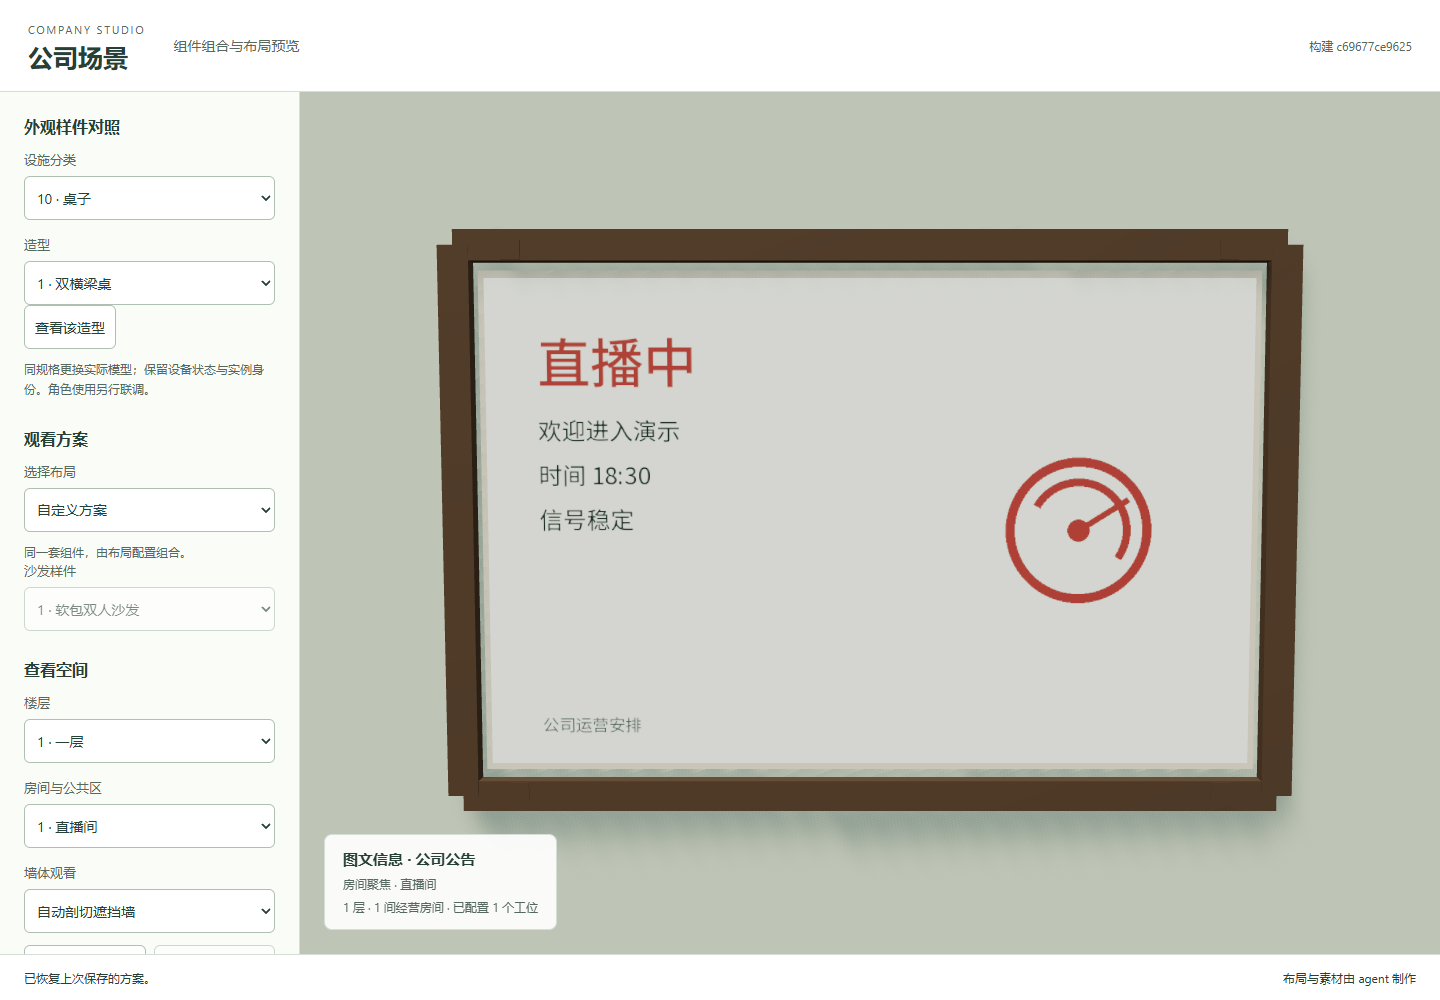 COMPANY STUDIO
公司场景
组件组合与布局预览
构建 c69677ce9625
外观样件对照
设施分类
10 · 桌子
造型
1 · 双横梁桌
查看该造型
同规格更换实际模型；保留设备状态与实例身
份。角色使用另行联调。
观看方案
选择布局
自定义方案
同一套组件，由布局配置组合。
沙发样件
1 · 软包双人沙发
查看空间
楼层
1 · 一层
房间与公共区
1 · 直播间
墙体观看
自动剖切遮挡墙
直播中
欢迎进入演示
时间 18:30
信号稳定
公司运营安排
图文信息 · 公司公告
房间聚焦 · 直播间
1 层 · 1 间经营房间 · 已配置 1 个工位
已恢复上次保存的方案。
布局与素材由 agent 制作